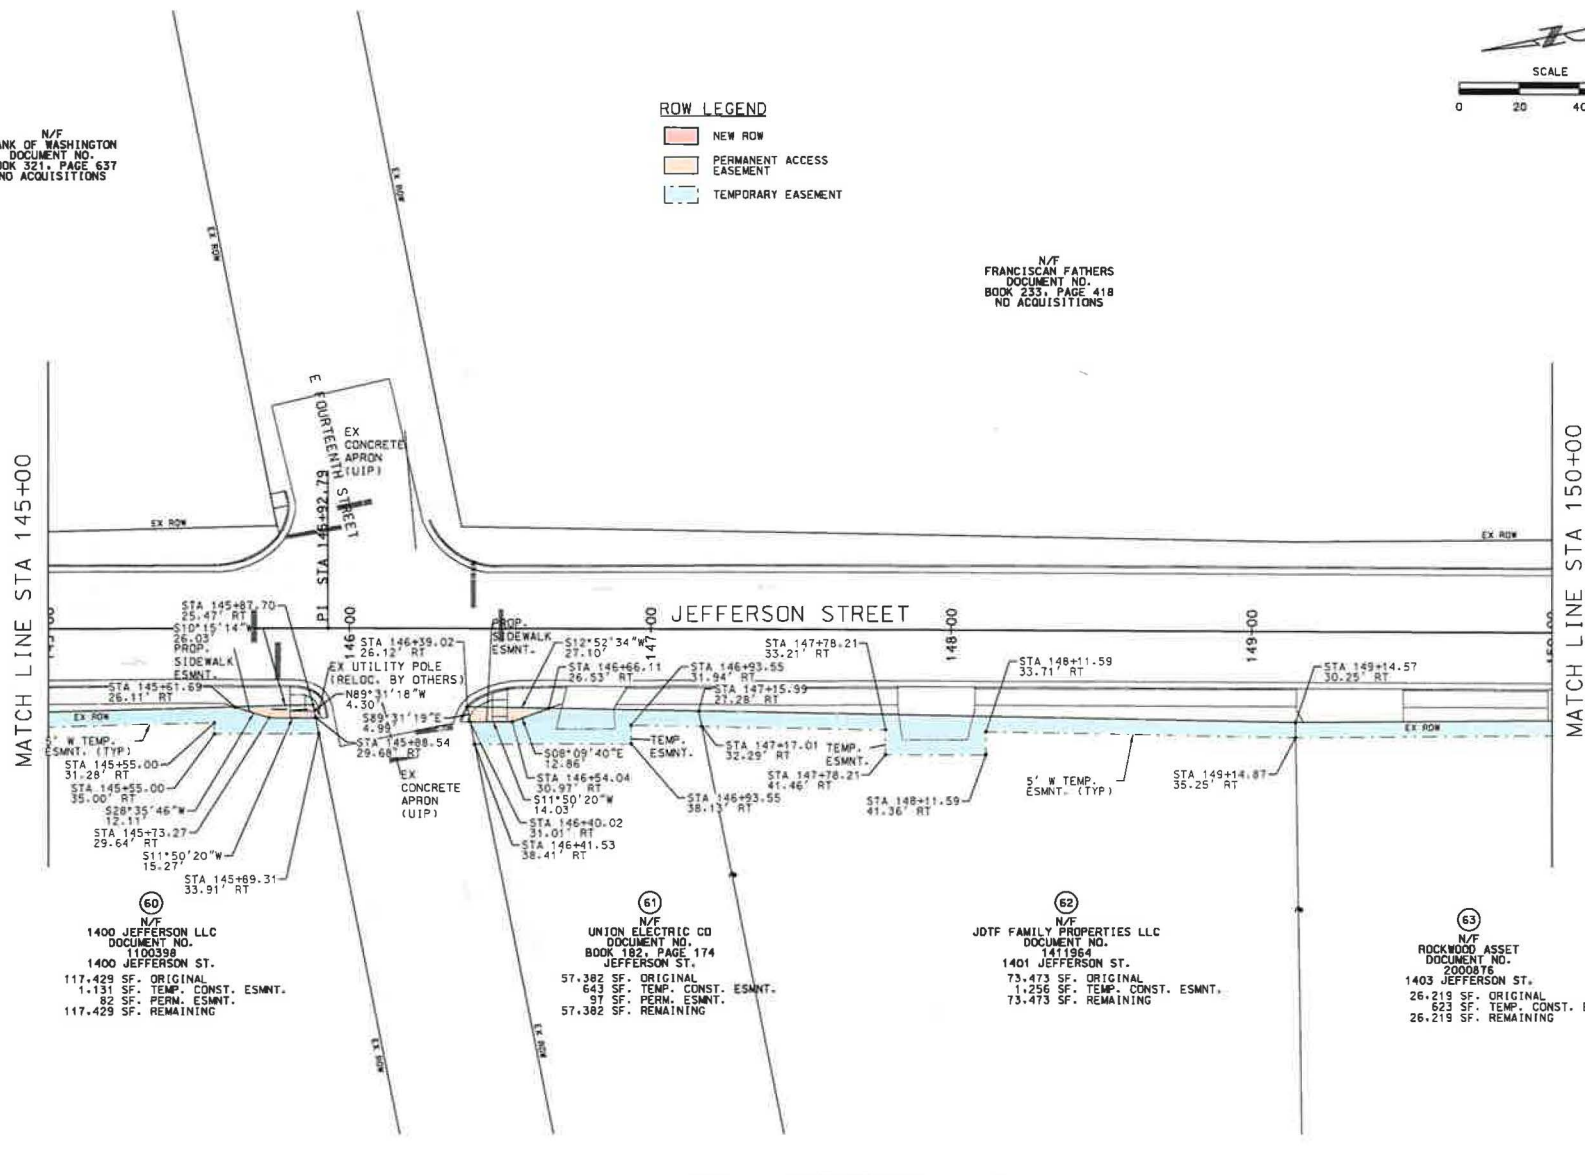 SCALE
0 20
ROW LEGEND
NEW ROW
PERMANENT ACCESS
EASEMENT
TEMPORARY EASEMENT
N/F
ANK OF WASHINGTON
DOCUMENT NO.
OOK 321, PAGE 637
NO ACQUISITIONS
EX ROW
EX ROW
N/F
FRANCISCAN FATHERS
DOCUMENT NO.
BOOK 233, PAGE 418
NO ACQUISITIONS
MATCH LINE STA 145+00
MATCH LINE STA 150+00
E FOURTEENTH STREET
EX
CONCRETE
APRON
(UIP)
PI STA 146+92.79
EX ROW
EX ROW
JEFFERSON STREET
146+00
147+00
148+00
149+00
STA 145+87.70
25.47' RT
S10°15'14"W
26.03'
PROP.
SIDEWALK
ESMNT.
STA 145+61.69
26.11' RT
EX ROW
5' W TEMP.
ESMNT. (TYP)
STA 145+55.00
31.28' RT
STA 145+55.00
35.00' RT
S28°35'46"W
12.11'
STA 145+73.27
29.64' RT
S11°50'20"W
15.27'
STA 145+89.31
33.91' RT
STA 146+39.02
26.12' RT
EX UTILITY POLE
(RELOC. BY OTHERS)
N89°31'18"W
4.30'
S89°31'19"E
4.99'
STA 145+88.54
29.68' RT
EX
CONCRETE
APRON
(UIP)
PROP.
SIDEWALK
ESMNT.
S12°52'34"W
27.10'
STA 146+66.11
26.53' RT
S08°09'40"E
12.86'
STA 146+54.04
30.97' RT
S11°50'20"W
14.03'
STA 146+40.02
31.01' RT
STA 146+41.53
38.41' RT
STA 146+93.55
31.94' RT
STA 147+15.99
27.28' RT
TEMP.
ESMNT.
STA 147+17.01
32.29' RT
STA 146+93.55
38.13' RT
STA 147+78.21
33.21' RT
TEMP.
ESMNT.
STA 147+78.21
41.46' RT
STA 148+11.59
33.71' RT
STA 148+11.59
41.36' RT
5' W TEMP.
ESMNT. (TYP)
STA 149+14.57
30.25' RT
STA 149+14.87
35.25' RT
EX ROW
60
N/F
1400 JEFFERSON LLC
DOCUMENT NO.
1100398
1400 JEFFERSON ST.
117,429 SF. ORIGINAL
1,131 SF. TEMP. CONST. ESMNT.
82 SF. PERM. ESMNT.
117,429 SF. REMAINING
61
N/F
UNION ELECTRIC CO
DOCUMENT NO.
BOOK 182, PAGE 174
JEFFERSON ST.
57,382 SF. ORIGINAL
643 SF. TEMP. CONST. ESMNT.
97 SF. PERM. ESMNT.
57,382 SF. REMAINING
62
N/F
JDTF FAMILY PROPERTIES LLC
DOCUMENT NO.
1411964
1401 JEFFERSON ST.
73,473 SF. ORIGINAL
1,256 SF. TEMP. CONST. ESMNT.
73,473 SF. REMAINING
63
N/F
ROCKWOOD ASSET
DOCUMENT NO.
2000876
1403 JEFFERSON ST.
26,219 SF. ORIGINAL
623 SF. TEMP. CONST.
26,219 SF. REMAINING
EX ROW
EX ROW